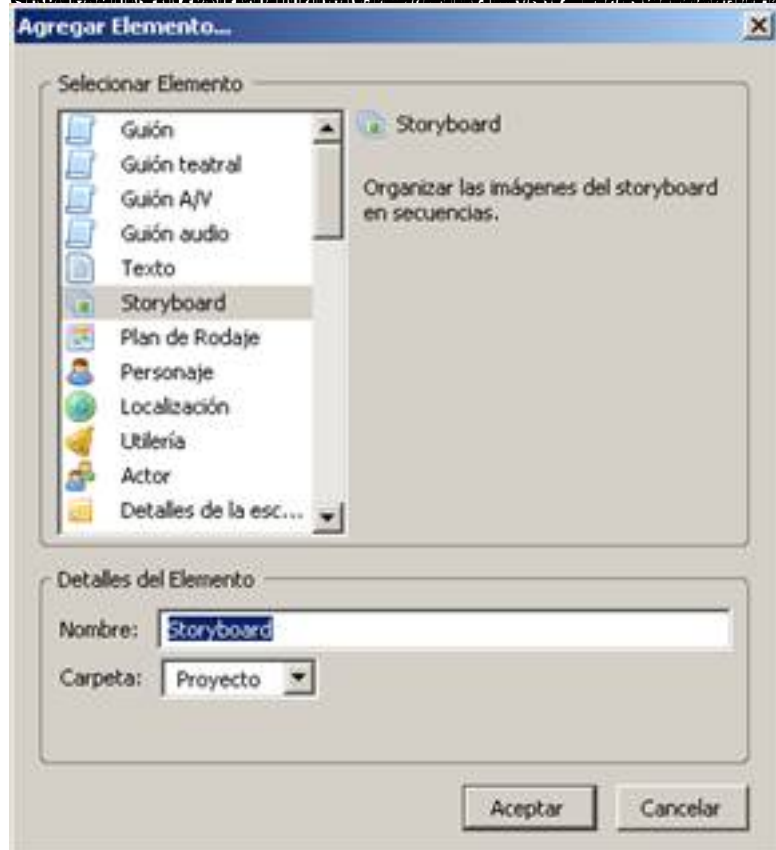 Agregar Elemento...
Seleccionar Elemento
Guión
Guión teatral
Guión A/V
Guión audio
Texto
Storyboard
Plan de Rodaje
Personaje
Localización
Utilería
Actor
Detalles de la esc...
Storyboard
Organizar las imágenes del storyboard
en secuencias.
Detalles del Elemento
Nombre: Storyboard
Carpeta: Proyecto
Aceptar Cancelar